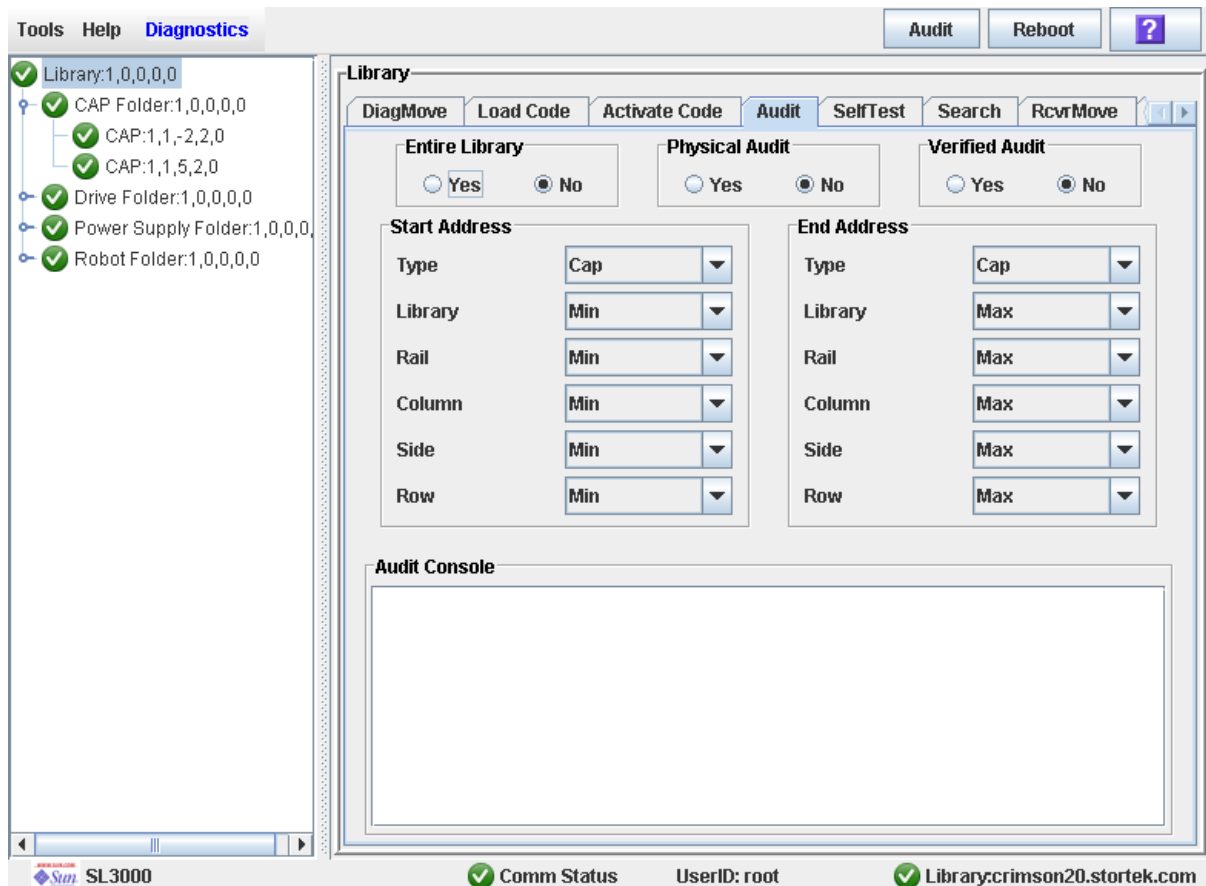 Tools Help Diagnostics
Audit Reboot ?
Library:1,0,0,0,0
CAP Folder:1,0,0,0,0
CAP:1,1,-2,2,0
CAP:1,1,5,2,0
Drive Folder:1,0,0,0,0
Power Supply Folder:1,0,0,0,
Robot Folder:1,0,0,0,0
Library
DiagMove Load Code Activate Code Audit SelfTest Search RcvrMove
Entire Library Physical Audit Verified Audit
Yes No Yes No Yes No
Start Address End Address
Type Cap Type Cap
Library Min Library Max
Rail Min Rail Max
Column Min Column Max
Side Min Side Max
Row Min Row Max
Audit Console
Sun SL3000 Comm Status UserID: root Library:crimson20.stortek.com